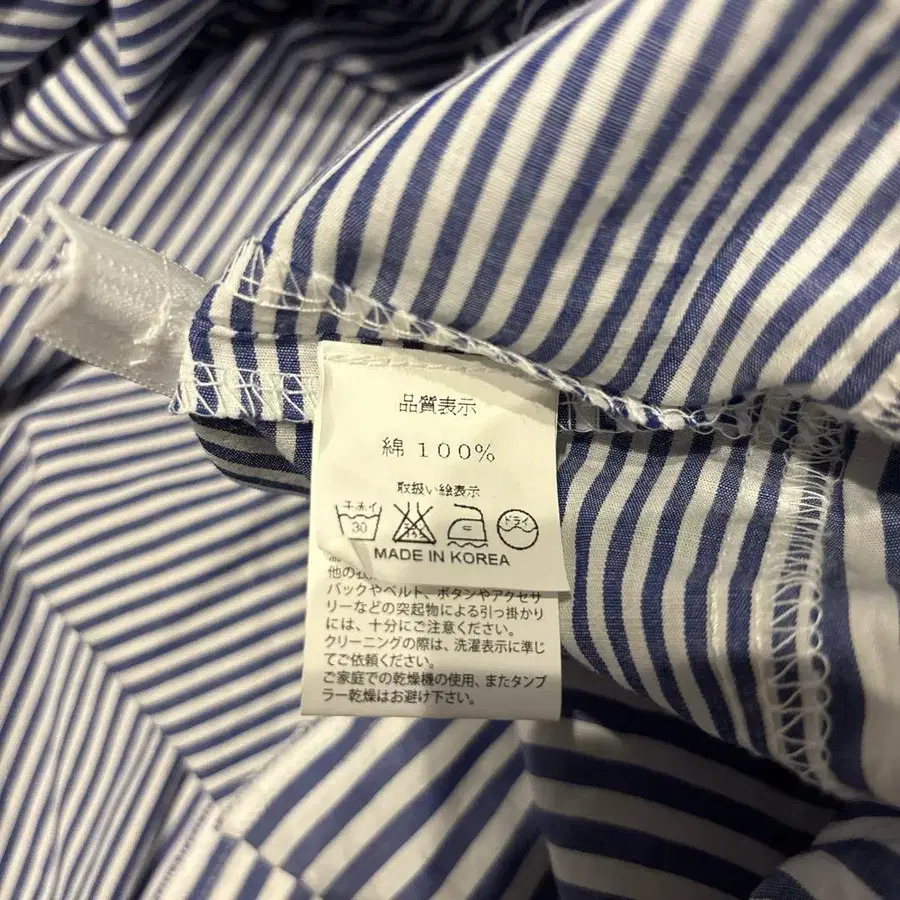 品質表示
綿 100%
取扱い絵表示
30
ドライ
MADE IN KOREA
他の衣
バックやベルト、ボタンやアクセサ
リーなどの突起物による引っ掛かり
には、十分にご注意ください。
クリーニングの際は、洗濯表示に準じ
てご依頼ください。
ご家庭での乾燥機の使用、またタンブ
ラー乾燥はお避け下さい。